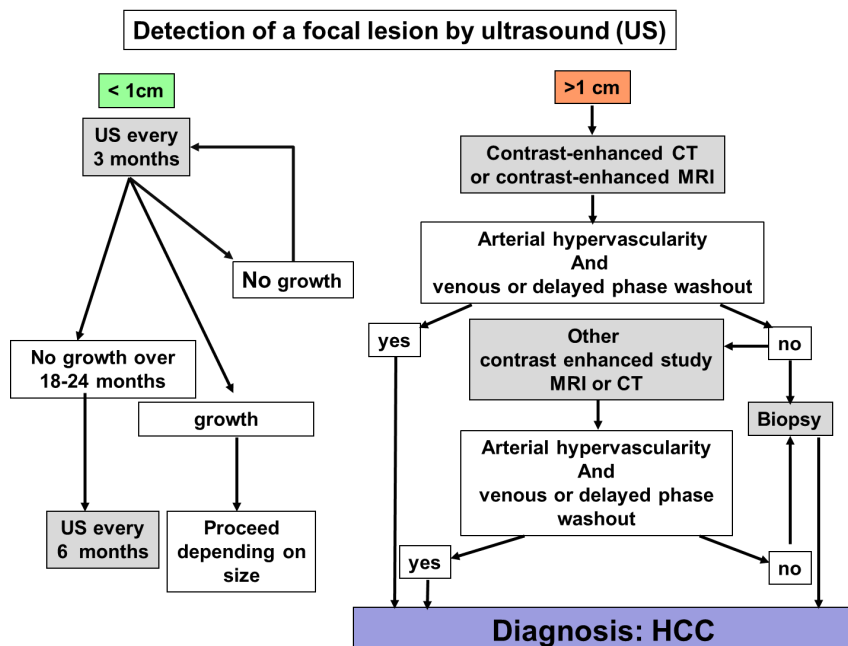 Detection of a focal lesion by ultrasound (US)
< 1cm
US every
3 months
No growth
No growth over
18-24 months
growth
US every
6 months
Proceed
depending on
size
>1 cm
Contrast-enhanced CT
or contrast-enhanced MRI
Arterial hypervascularity
And
venous or delayed phase washout
yes
no
Other
contrast enhanced study
MRI or CT
Biopsy
Arterial hypervascularity
And
venous or delayed phase
washout
yes
no
Diagnosis: HCC